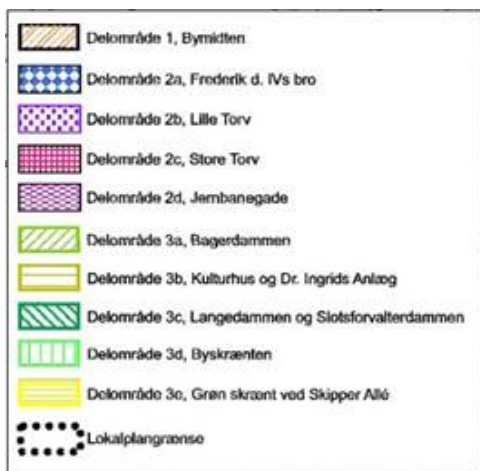 Delområde 1, Bymidten
Delområde 2a, Frederik d. IVs bro
Delområde 2b, Lille Torv
Delområde 2c, Store Torv
Delområde 2d, Jernbanegade
Delområde 3a, Bagerdammen
Delområde 3b, Kulturhus og Dr. Ingrids Anlæg
Delområde 3c, Langedammen og Slotsforvalterdammen
Delområde 3d, Byskrænten
Delområde 3e, Grøn skrænt ved Skipper Allé
Lokalplangrænse